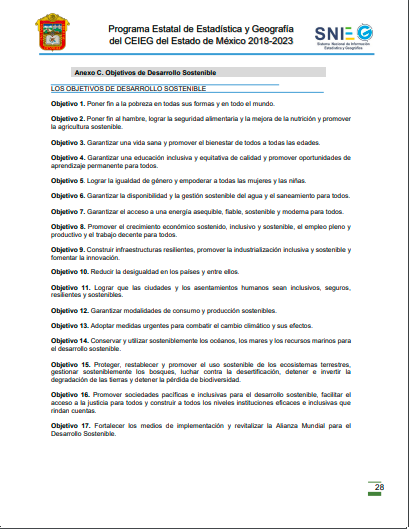 Programa Estatal de Estadística y Geografía
del CEIEG del Estado de México 2018-2023
SNIEG
Sistema Nacional de Información
Estadística y Geográfica
Anexo C. Objetivos de Desarrollo Sostenible
LOS OBJETIVOS DE DESARROLLO SOSTENIBLE
Objetivo 1. Poner fin a la pobreza en todas sus formas y en todo el mundo.
Objetivo 2. Poner fin al hambre, lograr la seguridad alimentaria y la mejora de la nutrición y promover
la agricultura sostenible.
Objetivo 3. Garantizar una vida sana y promover el bienestar de todos a todas las edades.
Objetivo 4. Garantizar una educación inclusiva y equitativa de calidad y promover oportunidades de
aprendizaje permanente para todos.
Objetivo 5. Lograr la igualdad de género y empoderar a todas las mujeres y las niñas.
Objetivo 6. Garantizar la disponibilidad y la gestión sostenible del agua y el saneamiento para todos.
Objetivo 7. Garantizar el acceso a una energía asequible, fiable, sostenible y moderna para todos.
Objetivo 8. Promover el crecimiento económico sostenido, inclusivo y sostenible, el empleo pleno y
productivo y el trabajo decente para todos.
Objetivo 9. Construir infraestructuras resilientes, promover la industrialización inclusiva y sostenible y
fomentar la innovación.
Objetivo 10. Reducir la desigualdad en los países y entre ellos.
Objetivo 11. Lograr que las ciudades y los asentamientos humanos sean inclusivos, seguros,
resilientes y sostenibles.
Objetivo 12. Garantizar modalidades de consumo y producción sostenibles.
Objetivo 13. Adoptar medidas urgentes para combatir el cambio climático y sus efectos.
Objetivo 14. Conservar y utilizar sosteniblemente los océanos, los mares y los recursos marinos para
el desarrollo sostenible.
Objetivo 15. Proteger, restablecer y promover el uso sostenible de los ecosistemas terrestres,
gestionar sosteniblemente los bosques, luchar contra la desertificación, detener e invertir la
degradación de las tierras y detener la pérdida de biodiversidad.
Objetivo 16. Promover sociedades pacíficas e inclusivas para el desarrollo sostenible, facilitar el
acceso a la justicia para todos y construir a todos los niveles instituciones eficaces e inclusivas que
rindan cuentas.
Objetivo 17. Fortalecer los medios de implementación y revitalizar la Alianza Mundial para el
Desarrollo Sostenible.
28